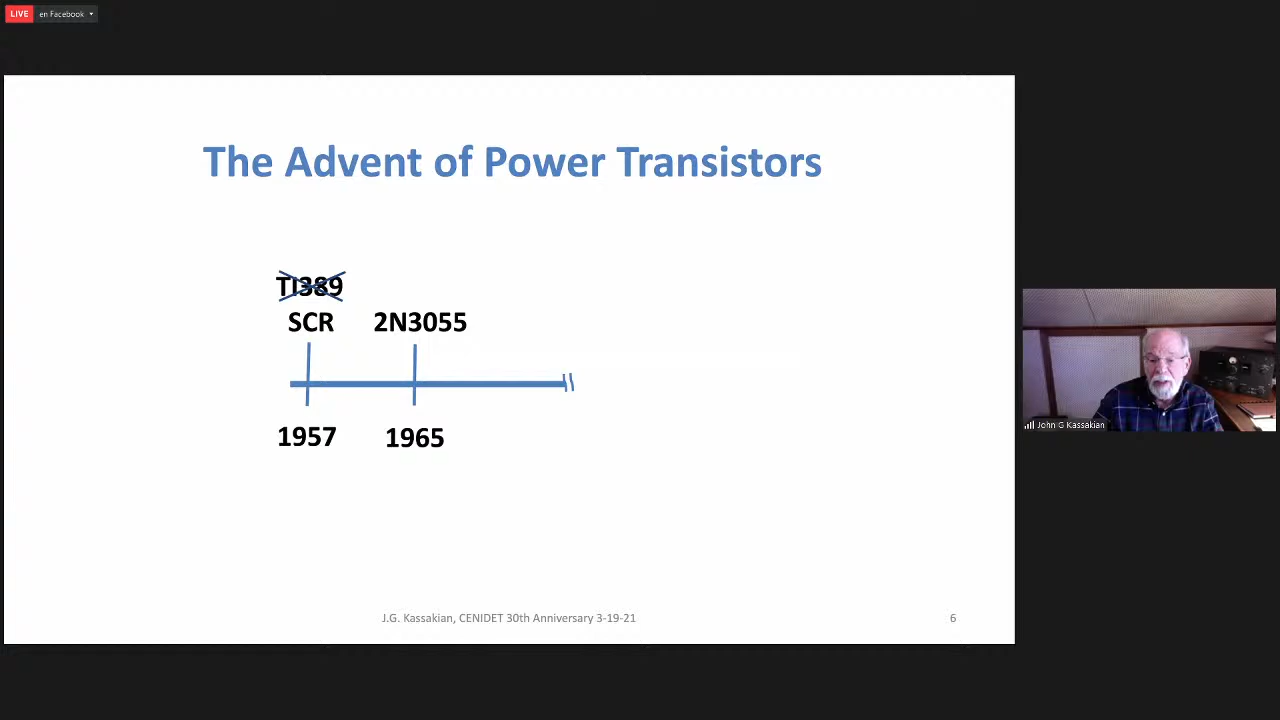 LIVE en Facebook
The Advent of Power Transistors
TI389
SCR 2N3055
1957 1965
J.G. Kassakian, CENIDET 30th Anniversary 3-19-21 6
John G Kassakian